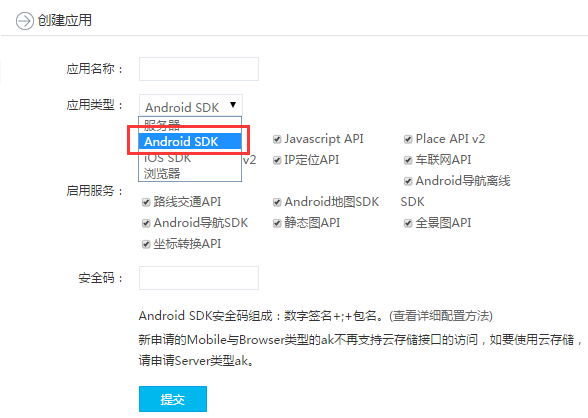 创建应用
应用名称：
应用类型： Android SDK
服务器
Android SDK
iOS SDK
浏览器
Javascript API Place API v2
v2 IP定位API 车联网API
启用服务： Android导航离线SDK
路线交通API Android地图SDK
Android导航SDK 静态图API 全景图API
坐标转换API
安全码：
Android SDK安全码组成：数字签名+;+包名。(查看详细配置方法)
新申请的Mobile与Browser类型的ak不再支持云存储接口的访问，如要使用云存储，
请申请Server类型ak。
提交